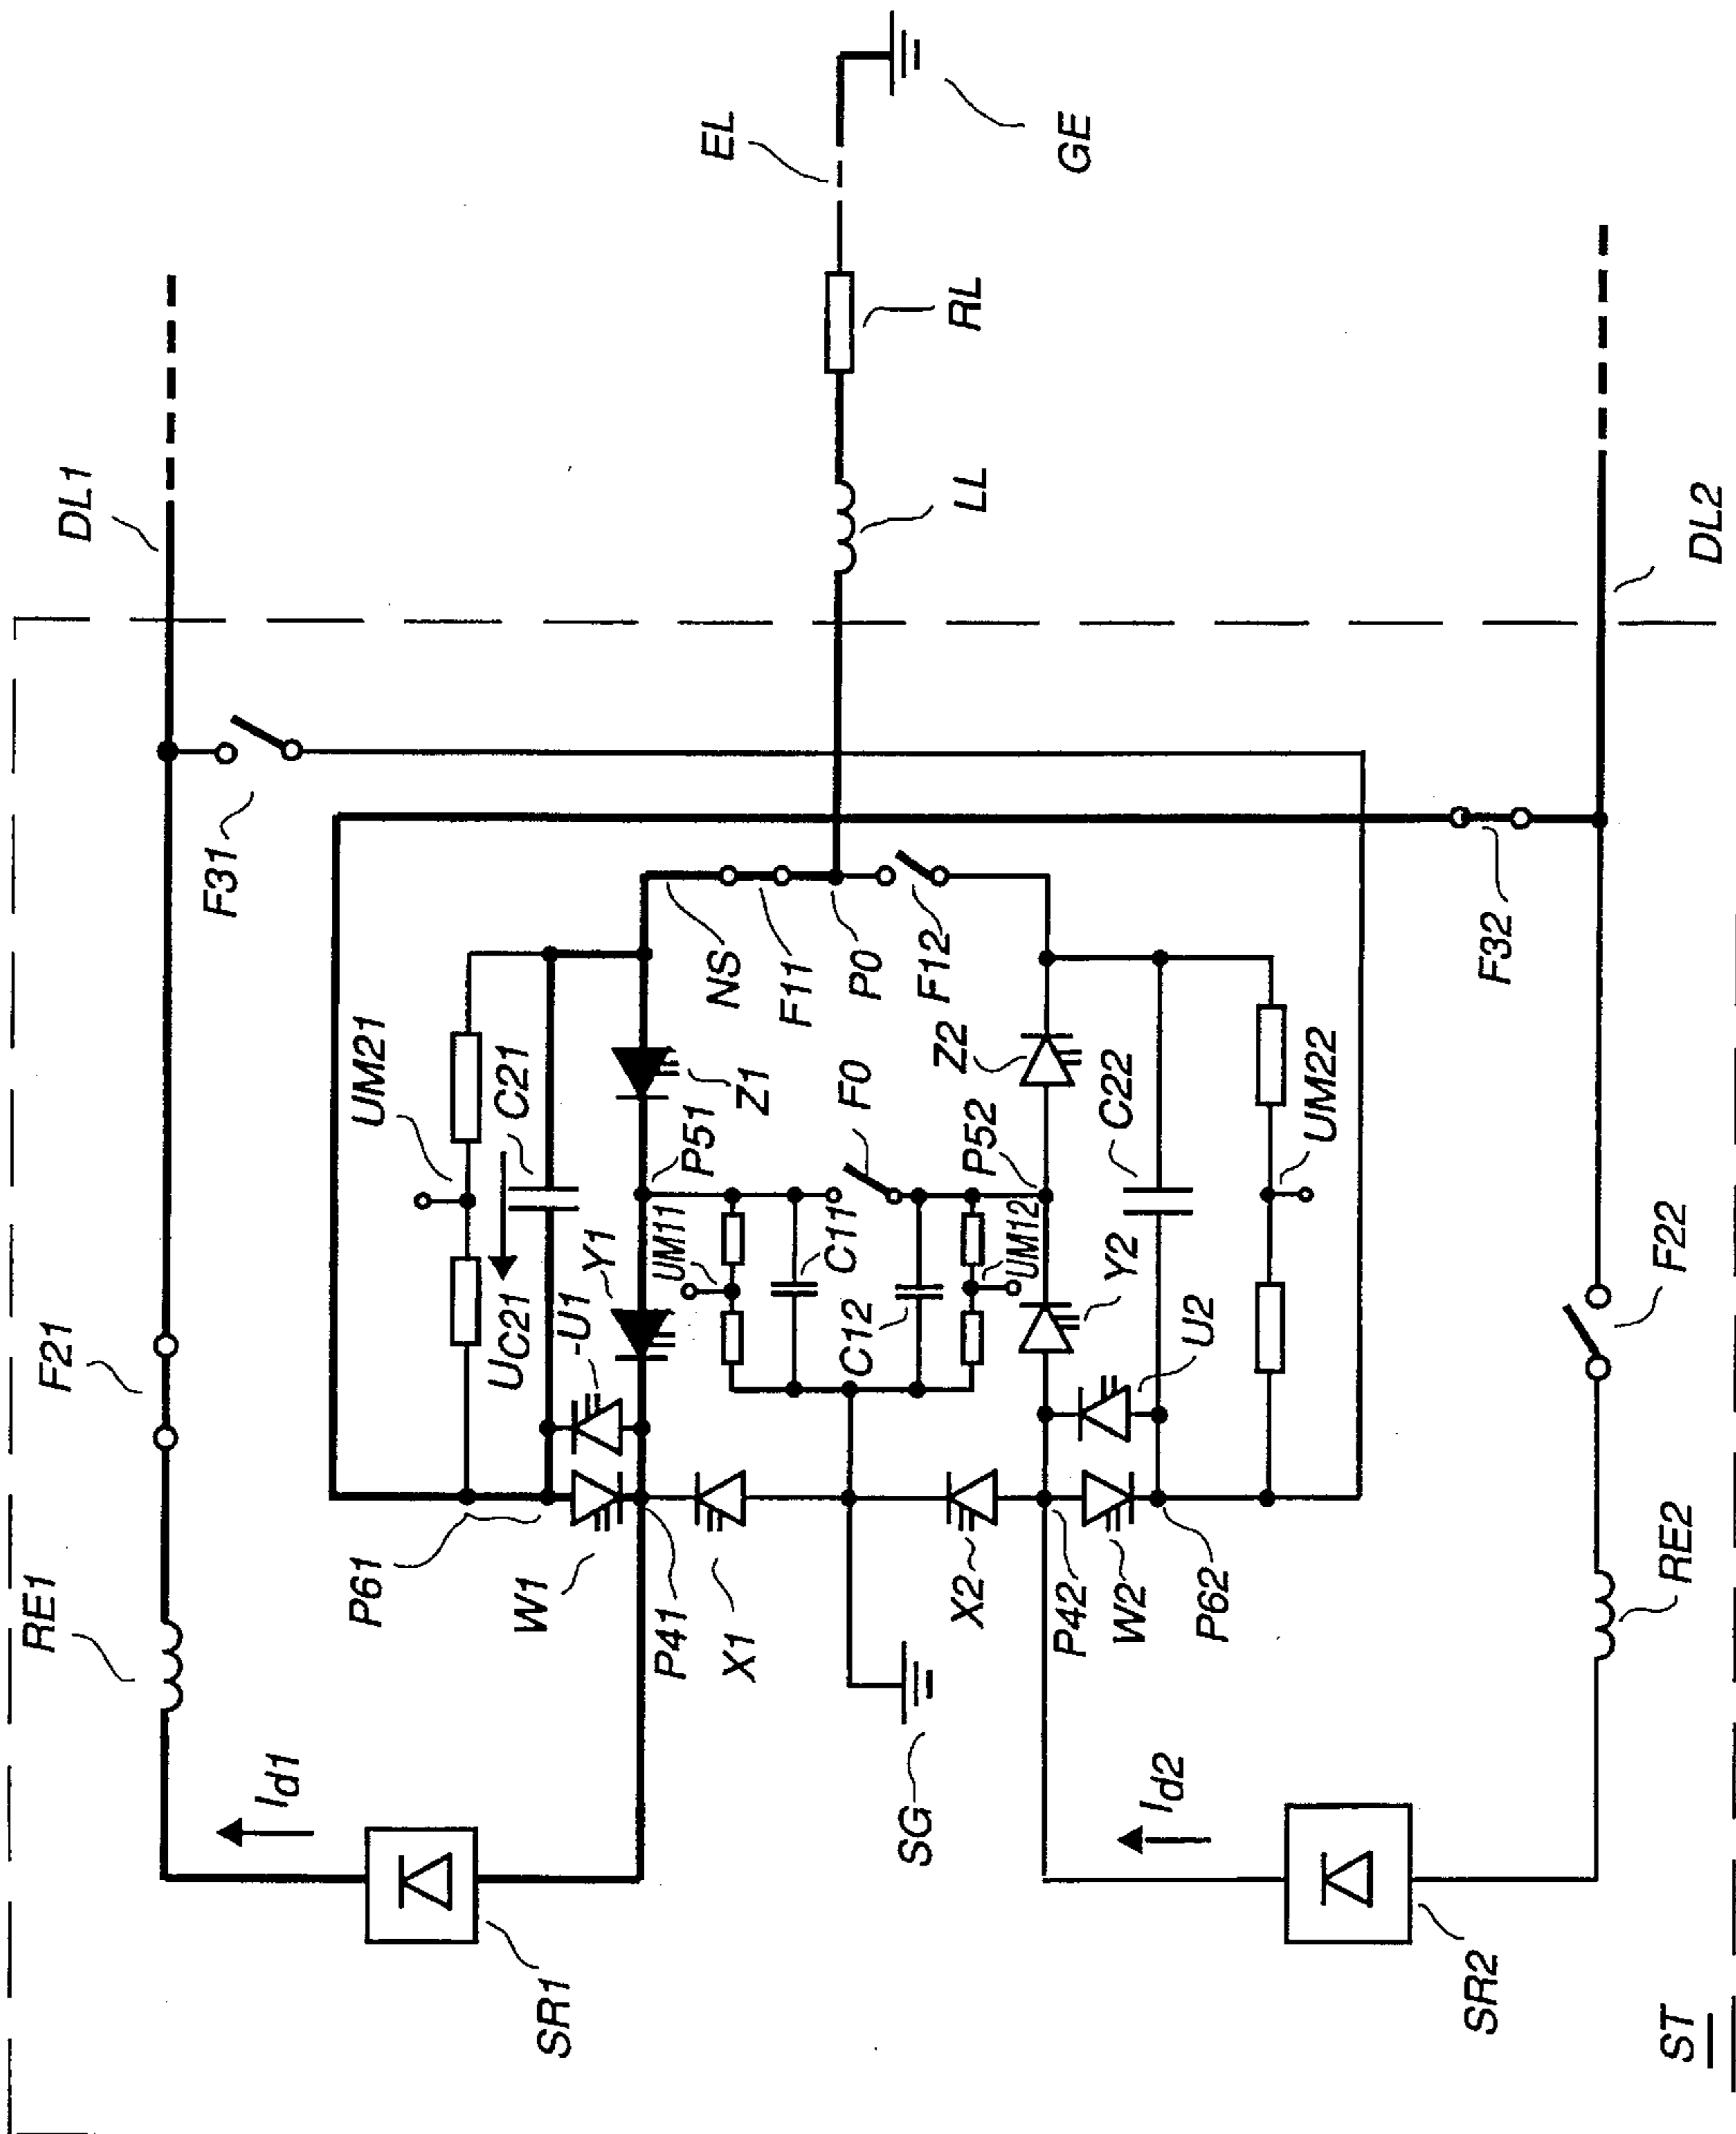 DL1
EL
GE
RL
LL
DL2
F31
F32
NS
F11
P0
F12
UM21
C21
UC21
Z1
P51
F0
Z2
P52
C22
UM22
F21
Y1
-U1
UM11
C11
C12
UM12
Y2
U2
F22
RE1
P61
W1
P41
X1
X2
P42
W2
P62
RE2
SG
Id1
Id2
SR1
SR2
ST